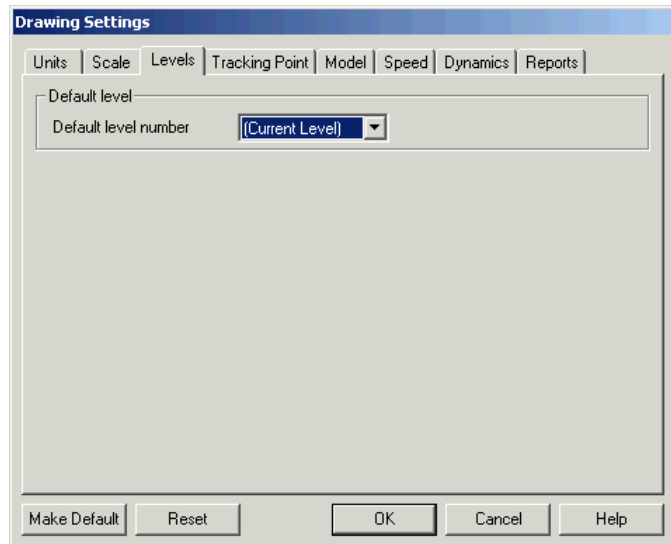 Drawing Settings
Units Scale Levels Tracking Point Model Speed Dynamics Reports
Default level
Default level number (Current Level)
Make Default Reset OK Cancel Help